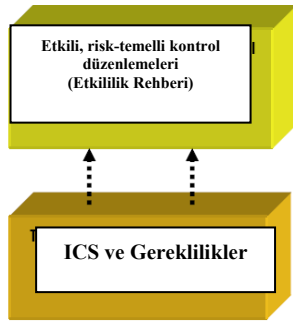 Etkili, risk-temelli kontrol
düzenlemeleri
(Etkililik Rehberi)
ICS ve Gereklilikler